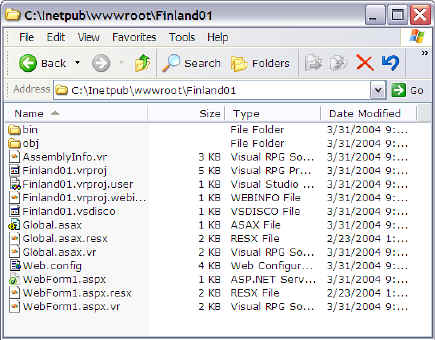 C:\Inetpub\wwwroot\Finland01
File Edit View Favorites Tools Help
Back Search Folders
Address C:\Inetpub\wwwroot\Finland01 Go
Name Size Type Date Modified
bin File Folder 3/31/2004 9:...
obj File Folder 3/31/2004 9:...
AssemblyInfo.vr 3 KB Visual RPG So... 3/31/2004 9:...
Finland01.vrproj 5 KB Visual RPG Pr... 3/31/2004 9:...
Finland01.vrproj.user 1 KB Visual Studio ... 3/31/2004 9:...
Finland01.vrproj.webi... 1 KB WEBINFO File 3/31/2004 9:...
Finland01.vsdisco 1 KB VSDISCO File 3/31/2004 9:...
Global.asax 1 KB ASAX File 3/31/2004 9:...
Global.asax.resx 2 KB RESX File 2/23/2004 1:...
Global.asax.vr 2 KB Visual RPG So... 3/31/2004 9:...
Web.config 4 KB Web Configur... 3/31/2004 9:...
WebForm1.aspx 1 KB ASP.NET Serv... 3/31/2004 9:...
WebForm1.aspx.resx 2 KB RESX File 2/23/2004 1:...
WebForm1.aspx.vr 2 KB Visual RPG So... 3/31/2004 9:...